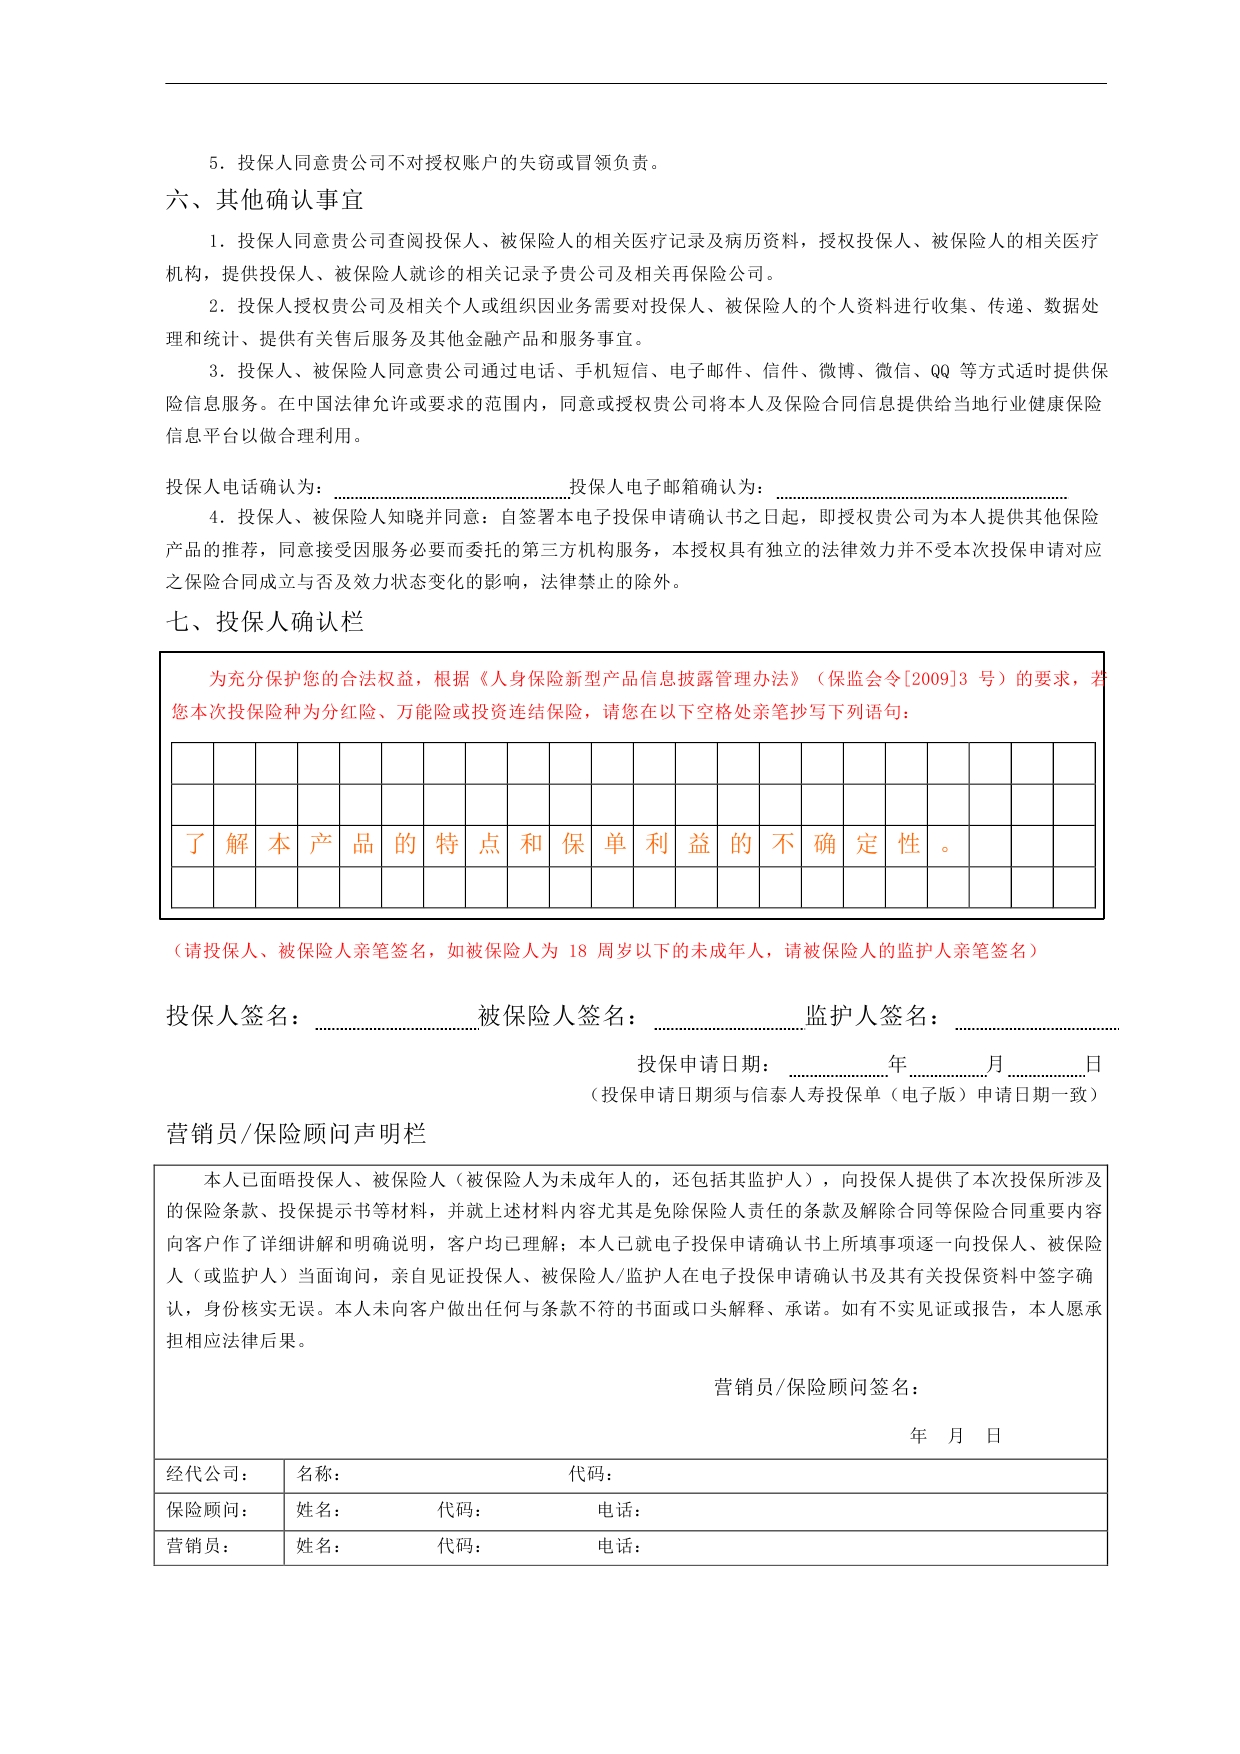 5. 投保人同意贵公司不对授权账户的失窃或冒领负责。
六、其他确认事宜
1. 投保人同意贵公司查阅投保人、被保险人的相关医疗记录及病历资料，授权投保人、被保险人的相关医疗
机构，提供投保人、被保险人就诊的相关记录予贵公司及相关再保险公司。
2. 投保人授权贵公司及相关个人或组织因业务需要对投保人、被保险人的个人资料进行收集、传递、数据处
理和统计、提供有关售后服务及其他金融产品和服务事宜。
3. 投保人、被保险人同意贵公司通过电话、手机短信、电子邮件、信件、微博、微信、QQ 等方式适时提供保
险信息服务。在中国法律允许或要求的范围内，同意或授权贵公司将本人及保险合同信息提供给当地行业健康保险
信息平台以做合理利用。
投保人电话确认为： 投保人电子邮箱确认为：
4. 投保人、被保险人知晓并同意：自签署本电子投保申请确认书之日起，即授权贵公司为本人提供其他保险
产品的推荐，同意接受因服务必要而委托的第三方机构服务，本授权具有独立的法律效力并不受本次投保申请对应
之保险合同成立与否及效力状态变化的影响，法律禁止的除外。
七、投保人确认栏
为充分保护您的合法权益，根据《人身保险新型产品信息披露管理办法》（保监会令[2009]3 号）的要求，若
您本次投保险种为分红险、万能险或投资连结保险，请您在以下空格处亲笔抄写下列语句：
了解本产品的特点和保单利益的不确定性。
（请投保人、被保险人亲笔签名，如被保险人为 18 周岁以下的未成年人，请被保险人的监护人亲笔签名）
投保人签名： 被保险人签名： 监护人签名：
投保申请日期： 年 月 日
（投保申请日期须与信泰人寿投保单（电子版）申请日期一致）
营销员/保险顾问声明栏
本人已面晤投保人、被保险人（被保险人为未成年人的，还包括其监护人），向投保人提供了本次投保所涉及
的保险条款、投保提示书等材料，并就上述材料内容尤其是免除保险人责任的条款及解除合同等保险合同重要内容
向客户作了详细讲解和明确说明，客户均已理解；本人已就电子投保申请确认书上所填事项逐一向投保人、被保险
人（或监护人）当面询问，亲自见证投保人、被保险人/监护人在电子投保申请确认书及其有关投保资料中签字确
认，身份核实无误。本人未向客户做出任何与条款不符的书面或口头解释、承诺。如有不实见证或报告，本人愿承
担相应法律后果。
营销员/保险顾问签名：
年 月 日
经代公司： 名称： 代码：
保险顾问： 姓名： 代码： 电话：
营销员： 姓名： 代码： 电话：